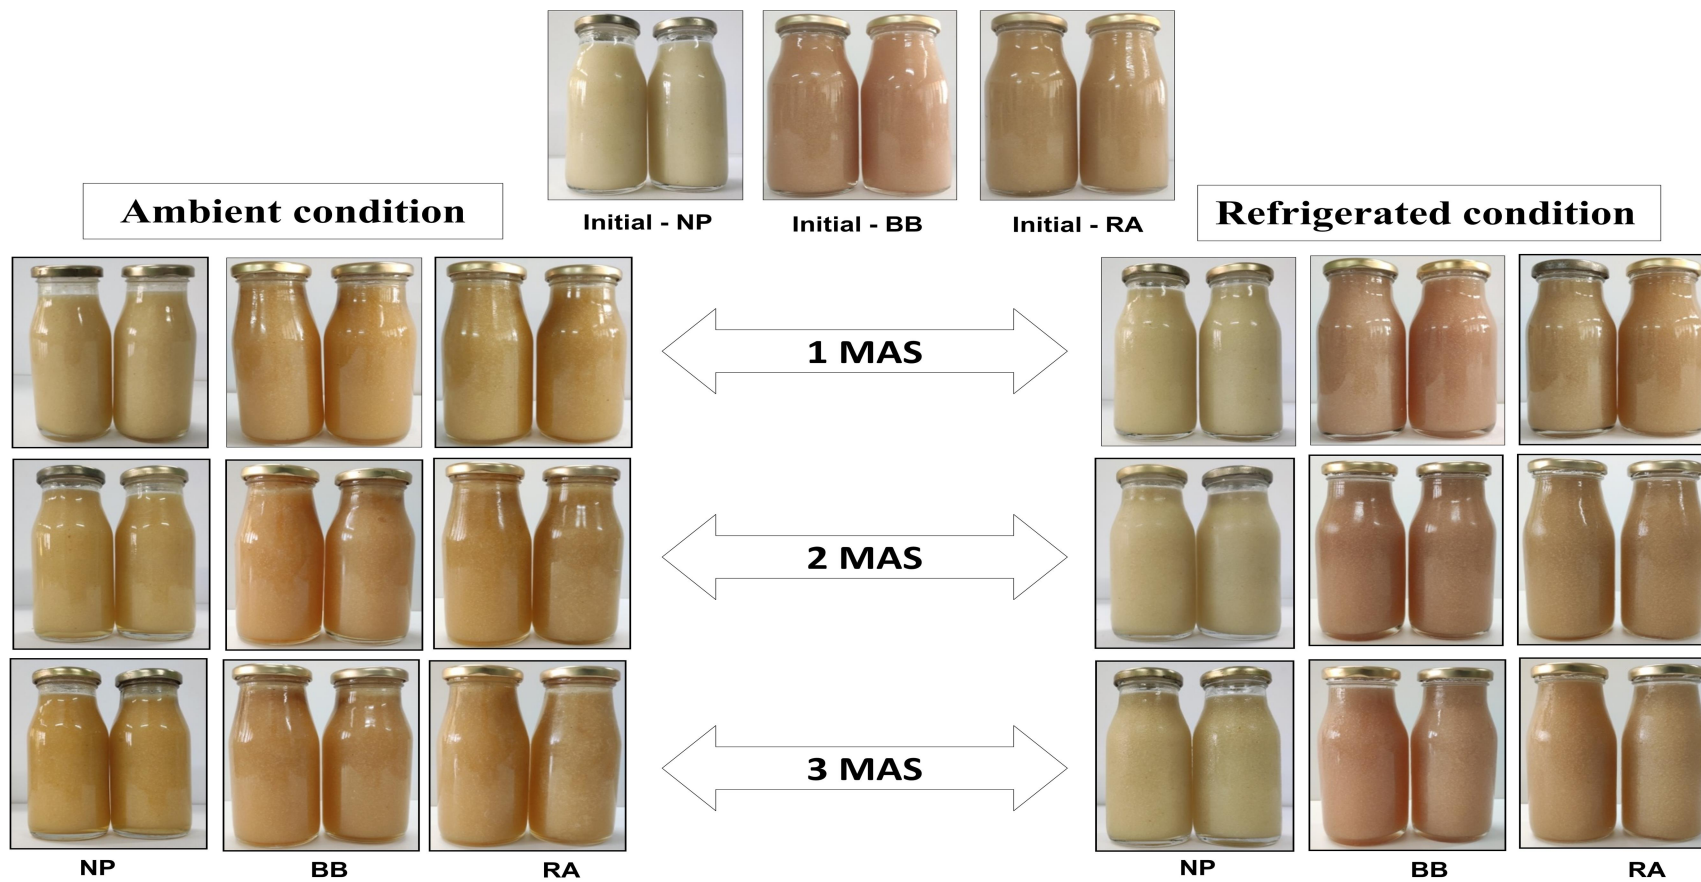 Initial - NP
Initial - BB
Initial - RA
Ambient condition
Refrigerated condition
1 MAS
2 MAS
3 MAS
NP
BB
RA
NP
BB
RA